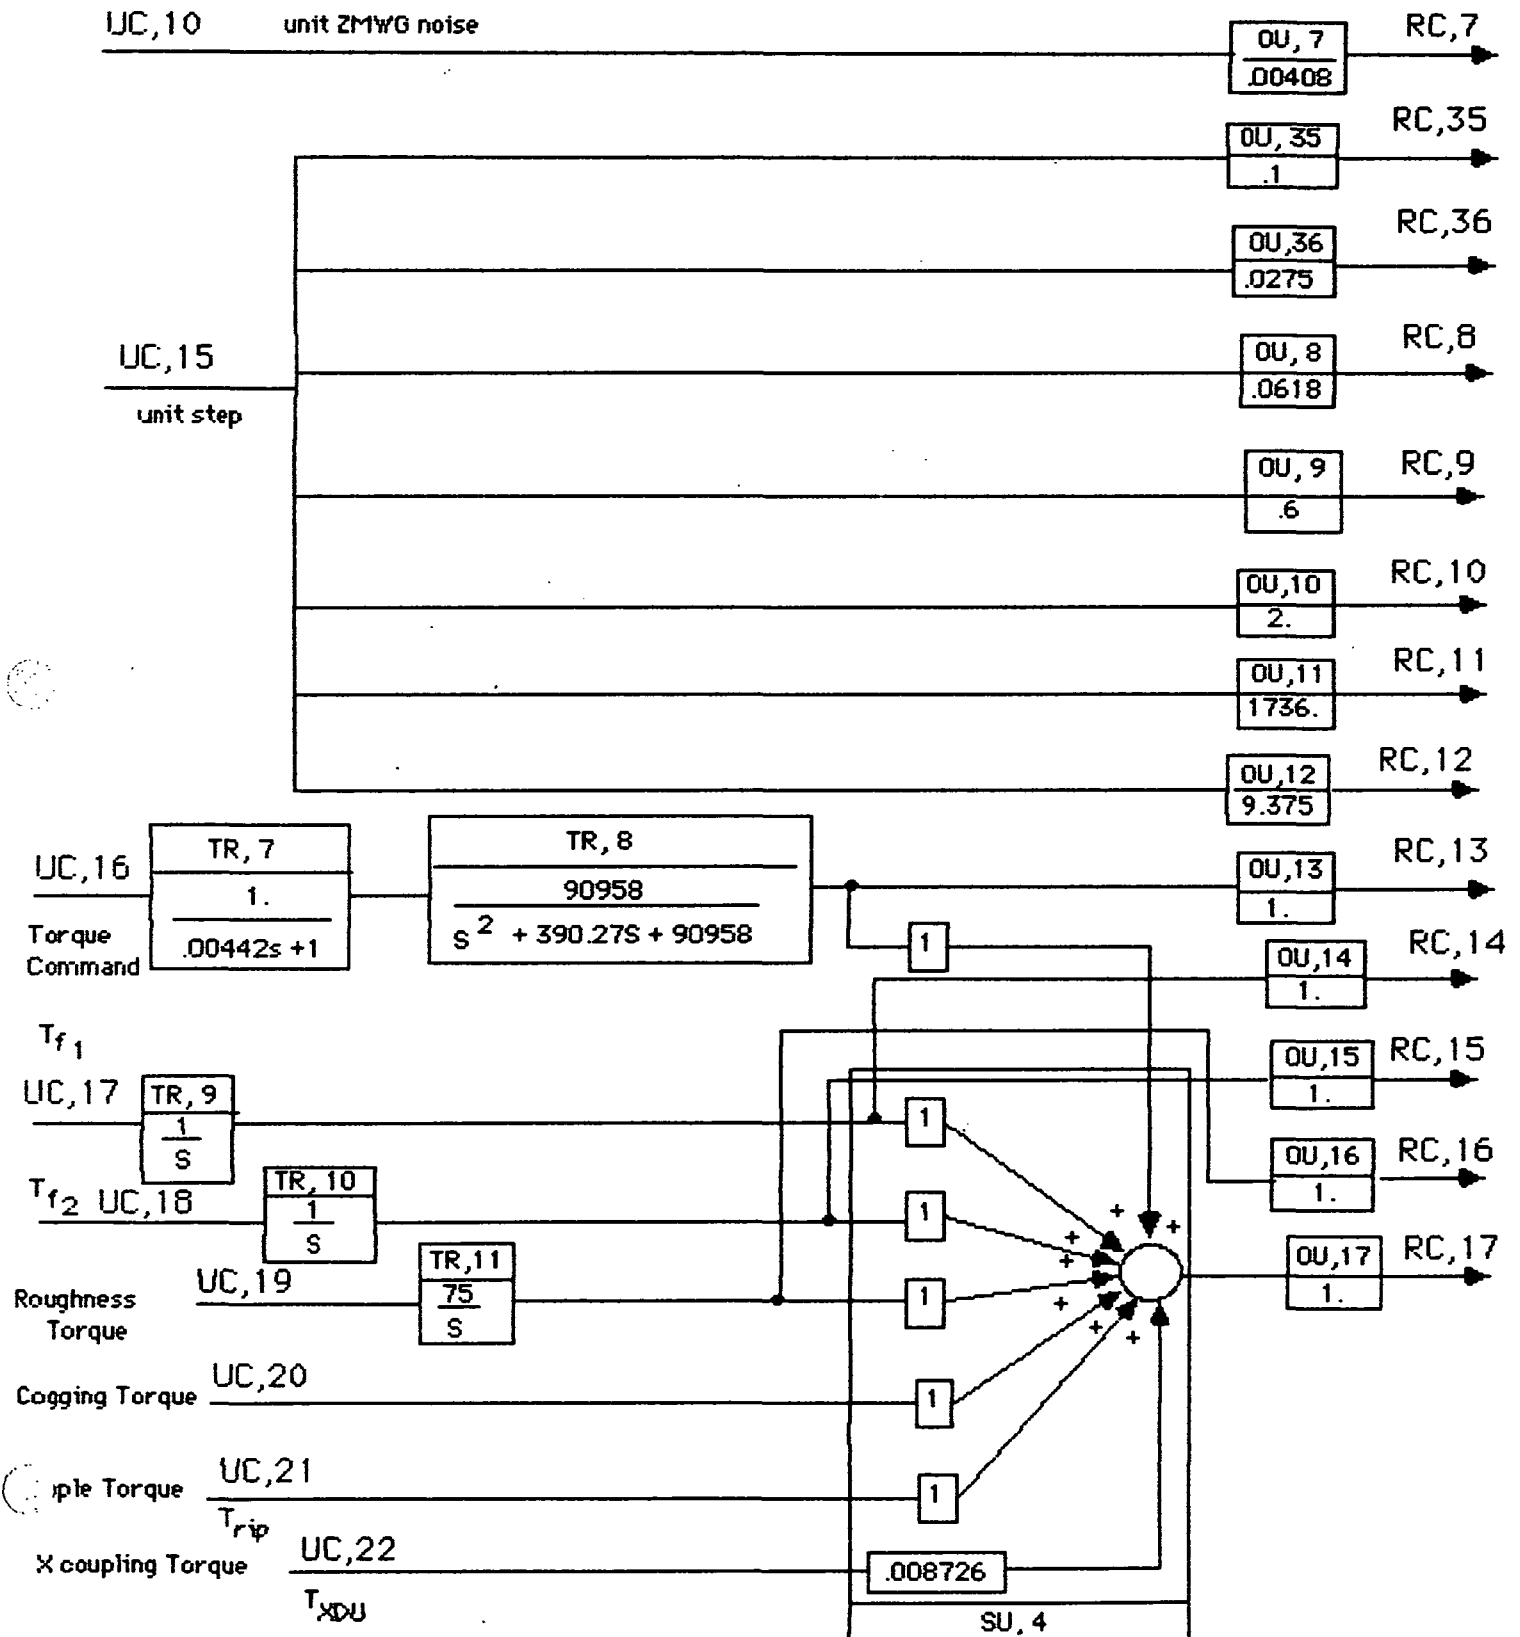 UC,10 unit ZMWG noise
OU, 7
.00408
RC,7
OU, 35
.1
RC,35
OU,36
.0275
RC,36
UC,15
unit step
OU, 8
.0618
RC,8
OU, 9
.6
RC,9
OU,10
2.
RC,10
OU,11
1736.
RC,11
OU,12
9.375
RC,12
UC,16
Torque
Command
TR, 7
1.
.00442s +1
TR, 8
90958
S² + 390.27S + 90958
OU,13
1.
RC,13
1
OU,14
1.
RC,14
Tf1
UC,17
TR, 9
1
S
1
OU,15
1.
RC,15
Tf2 UC,18
TR, 10
1
S
1
OU,16
1.
RC,16
+
+
+
+
+
+
+
Roughness
Torque
UC,19
TR,11
75
S
1
OU,17
1.
RC,17
Cogging Torque
UC,20
1
ple Torque
UC,21
Trip
1
X coupling Torque
UC,22
TXDU
.008726
SU, 4